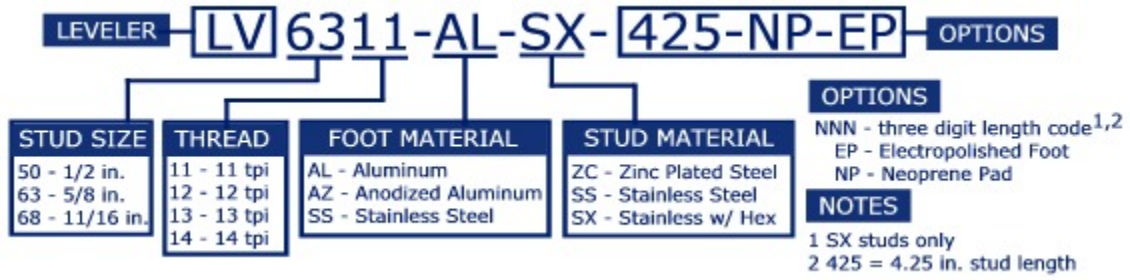 LEVELER LV 6311-AL-SX- 425-NP-EP OPTIONS
STUD SIZE
50 - 1/2 in.
63 - 5/8 in.
68 - 11/16 in.
THREAD
11 - 11 tpi
12 - 12 tpi
13 - 13 tpi
14 - 14 tpi
FOOT MATERIAL
AL - Aluminum
AZ - Anodized Aluminum
SS - Stainless Steel
STUD MATERIAL
ZC - Zinc Plated Steel
SS - Stainless Steel
SX - Stainless w/ Hex
OPTIONS
NNN - three digit length code1,2
EP - Electropolished Foot
NP - Neoprene Pad
NOTES
1 SX studs only
2 425 = 4.25 in. stud length